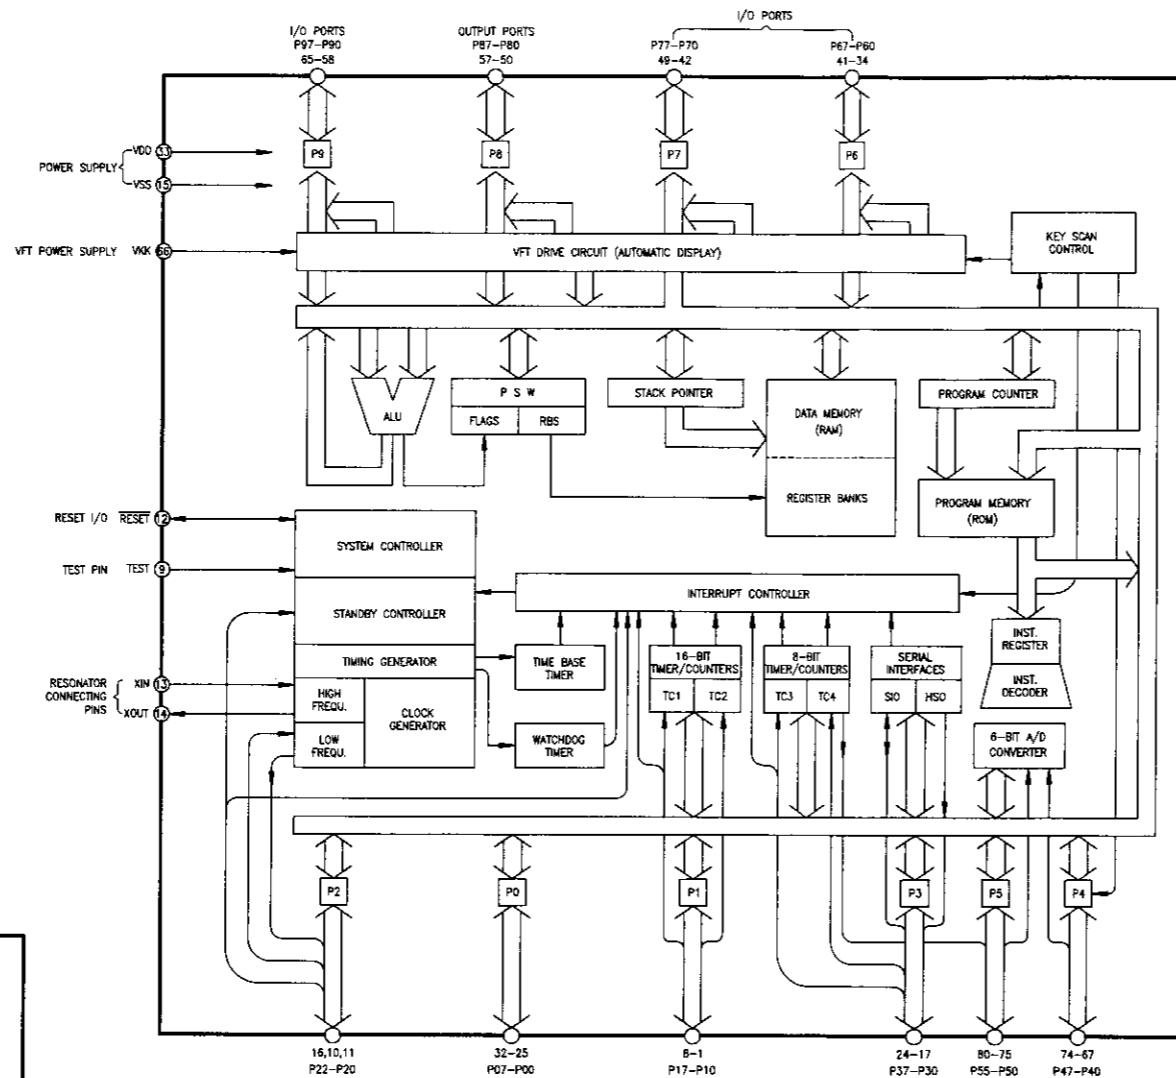 I/O PORTS
P97-P90
65-58
OUTPUT PORTS
P87-P80
57-50
I/O PORTS
P77-P70
49-42
P67-P60
41-34
POWER SUPPLY
VDD 33
VSS 15
P9
P8
P7
P6
VFT POWER SUPPLY VKK 66
VFT DRIVE CIRCUIT (AUTOMATIC DISPLAY)
KEY SCAN
CONTROL
ALU
P S W
FLAGS RBS
STACK POINTER
DATA MEMORY
(RAM)
REGISTER BANKS
PROGRAM COUNTER
PROGRAM MEMORY
(ROM)
RESET I/O RESET 12
TEST PIN TEST 9
SYSTEM CONTROLLER
STANDBY CONTROLLER
TIMING GENERATOR
HIGH
FREQU.
LOW
FREQU.
CLOCK
GENERATOR
RESONATOR
CONNECTING
PINS
XIN 13
XOUT 14
INTERRUPT CONTROLLER
TIME BASE
TIMER
WATCHDOG
TIMER
16-BIT
TIMER/COUNTERS
TC1 TC2
8-BIT
TIMER/COUNTERS
TC3 TC4
SERIAL
INTERFACES
SIO HSO
INST.
REGISTER
INST.
DECODER
6-BIT A/D
CONVERTER
P2
P0
P1
P3
P5
P4
16,10,11
P22-P20
32-25
P07-P00
8-1
P17-P10
24-17
P37-P30
80-75
P55-P50
74-67
P47-P40